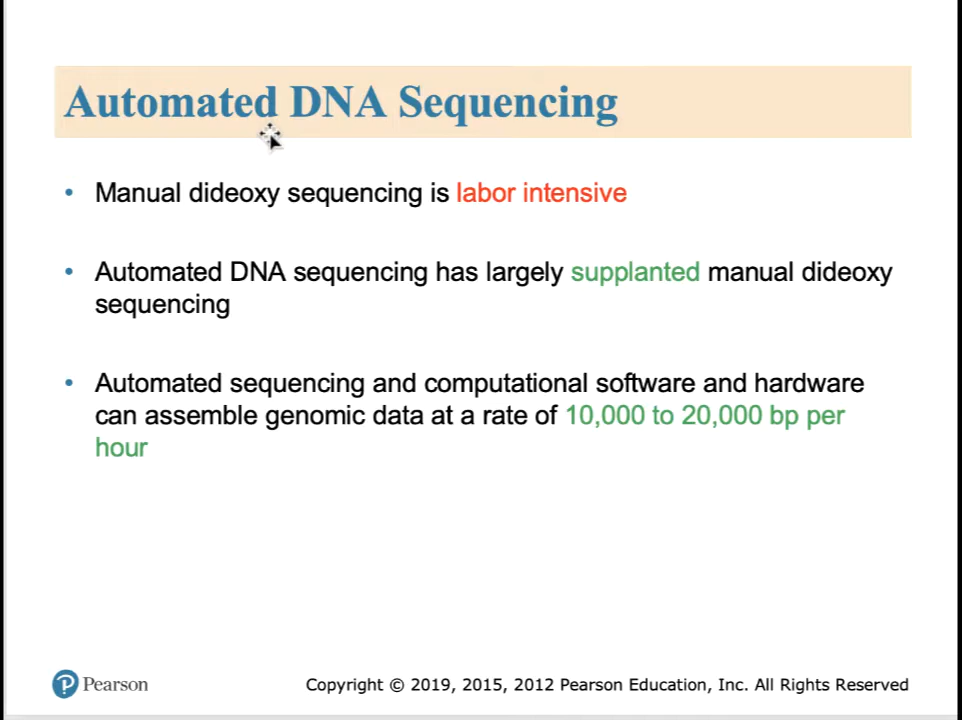 Automated DNA Sequencing
• Manual dideoxy sequencing is labor intensive
• Automated DNA sequencing has largely supplanted manual dideoxy
sequencing
• Automated sequencing and computational software and hardware
can assemble genomic data at a rate of 10,000 to 20,000 bp per
hour
Pearson
Copyright © 2019, 2015, 2012 Pearson Education, Inc. All Rights Reserved